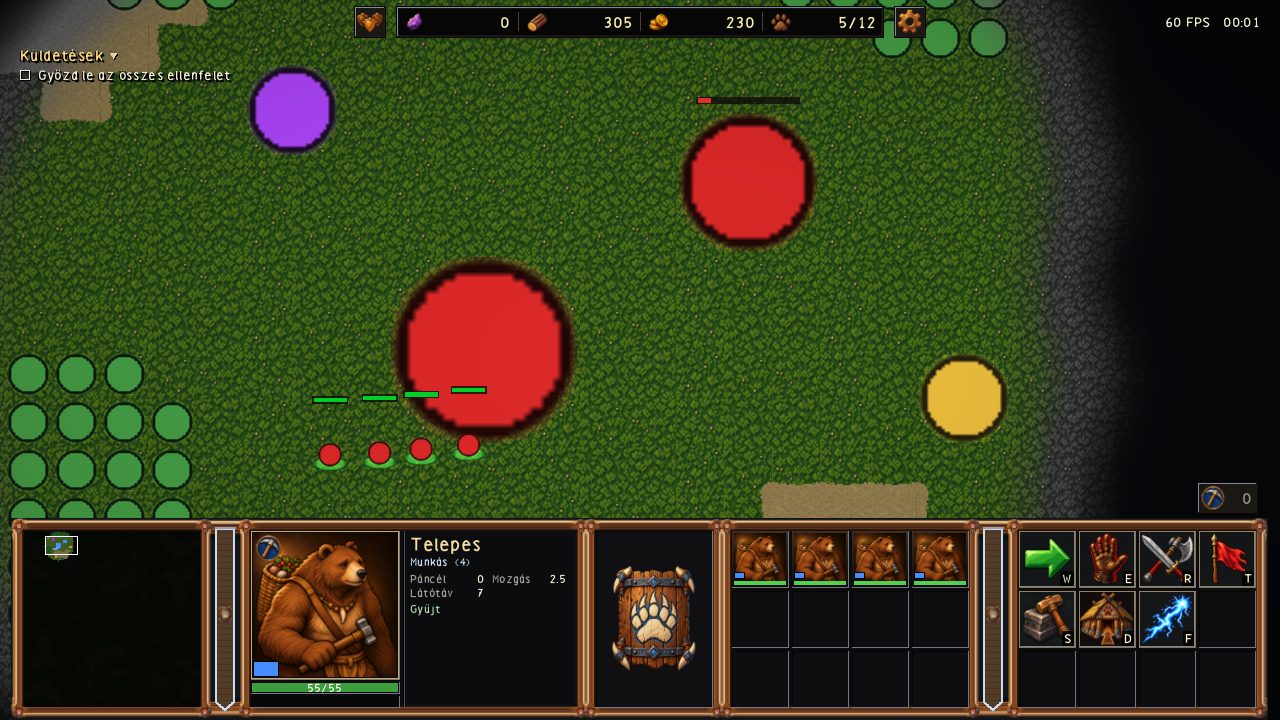 0 305 230 5/12
60 FPS 00:01
Küldetések ▾
Győzd le az összes ellenfelet
0
Telepes
Munkás (4)
Páncél 0 Mozgás 2.5
Látótáv 7
Gyűjt
55/55
W E R T
S D F